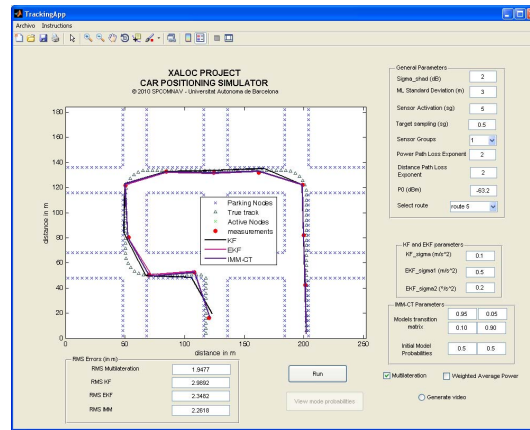 TrackingApp
Archivo Instructions
XALOC PROJECT
CAR POSITIONING SIMULATOR
© 2010 SPCOMNAV - Universitat Autonoma de Barcelona
180
160
140
120
100
80
60
40
20
0
distance in m
0 50 100 150 200 250
distance in m
Parking Nodes
True track
Active Nodes
measurements
KF
EKF
IMM-CT
General Parameters
Sigma_shad (dB) 2
ML Standard Deviation (m) 3
Sensor Activation (sg) 5
Target sampling (sg) 0.5
Sensor Groups 1
Power Path Loss Exponent 2
Distance Path Loss Exponent 2
P0 (dBm) -63.2
Select route route 5
KF and EKF parameters
KF_sigma (m/s^2) 0.1
EKF_sigma1 (m/s^2) 0.5
EKF_sigma2 (º/s^2) 0.2
IMM-CT Parameters
Models transition matrix
0.95 0.05
0.10 0.90
Initial Model Probabilities 0.5 0.5
RMS Errors (in m)
RMS Multilateration 1.9477
RMS KF 2.9892
RMS EKF 2.3482
RMS IMM 2.2618
Run
View mode probabilities
Multilateration Weighted Average Power
Generate video